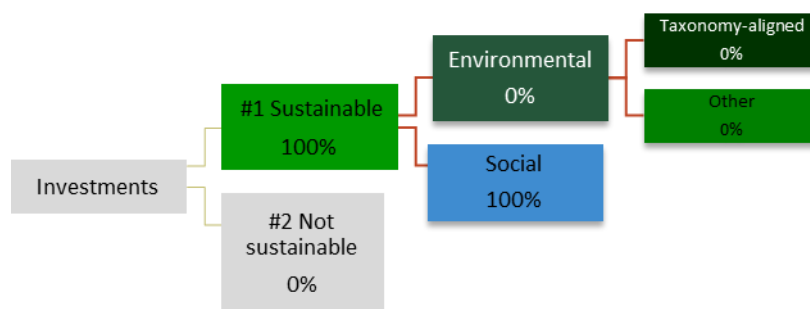 Investments
#1 Sustainable
100%
#2 Not
sustainable
0%
Environmental
0%
Social
100%
Taxonomy-aligned
0%
Other
0%